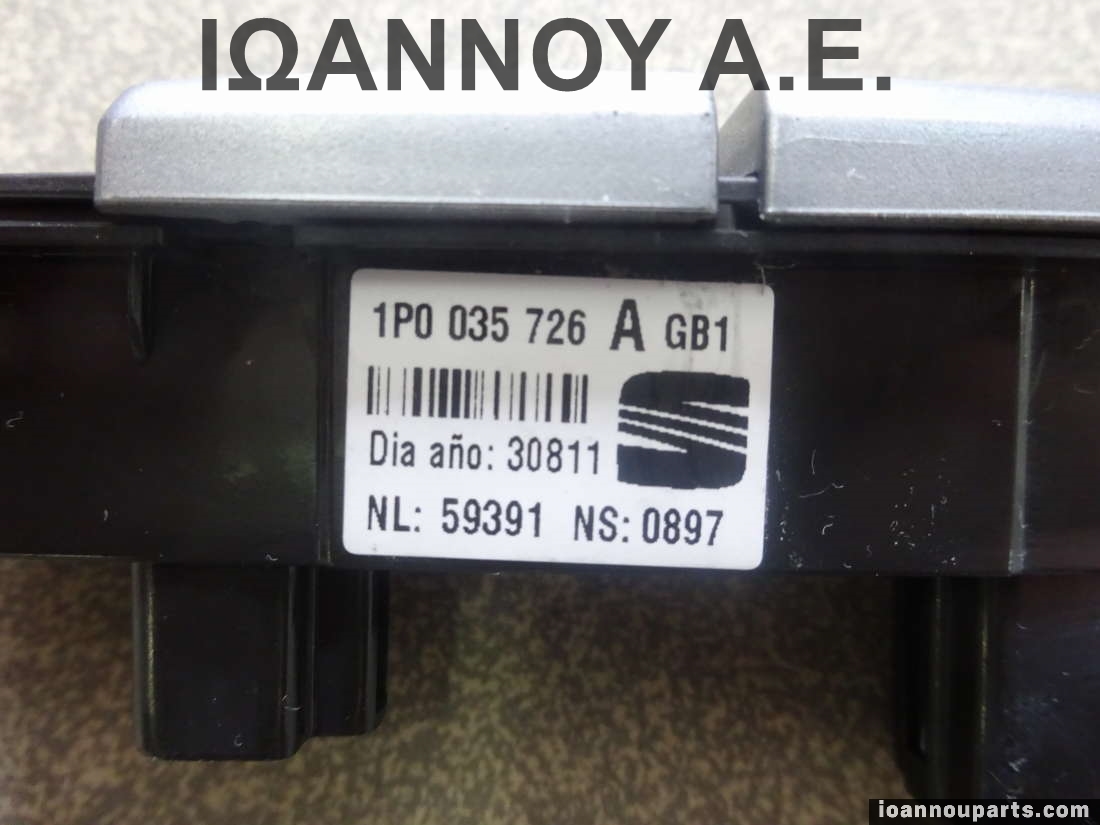 ΙΩΑΝΝΟΥ Α.Ε.
1P0 035 726 A GB1
Dia año: 30811
NL: 59391 NS: 0897
ioannouparts.com